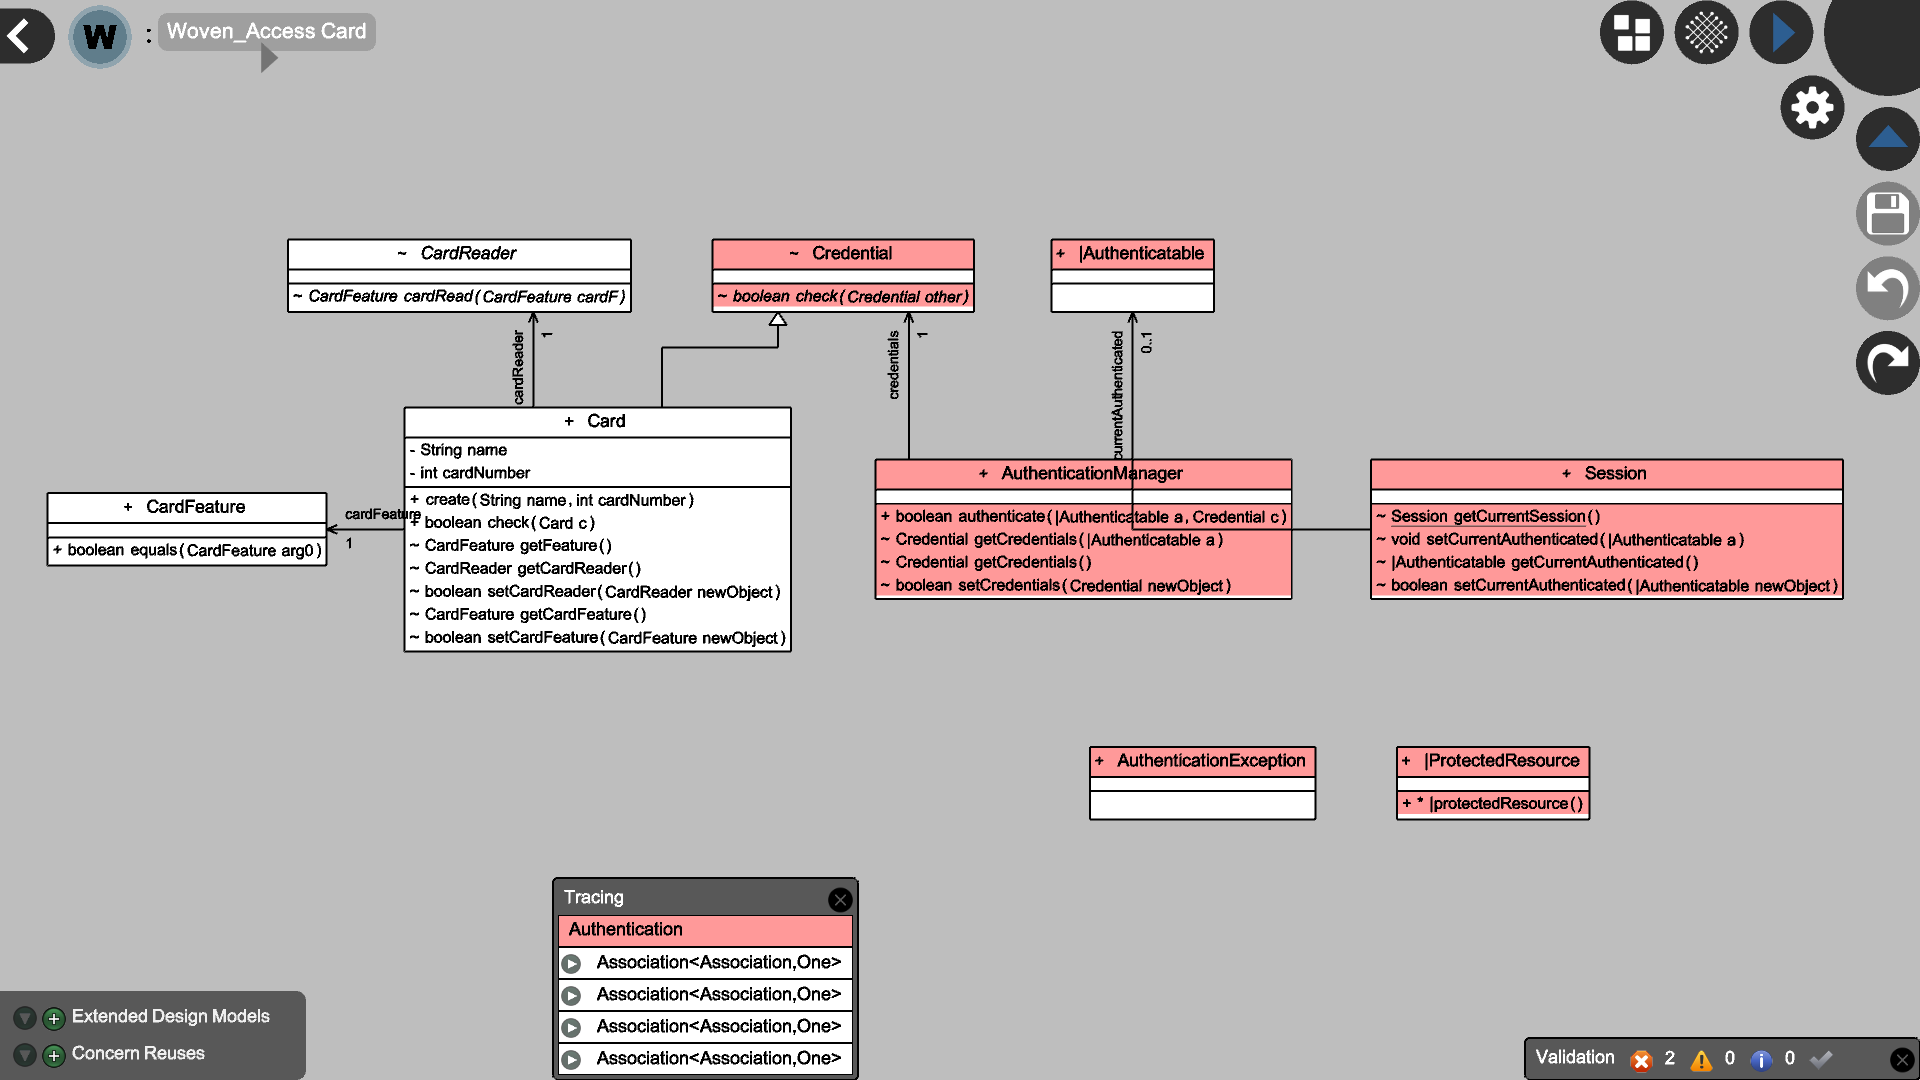 W : Woven_Access Card
~ CardReader
~ CardFeature cardRead(CardFeature cardF)
~ Credential
~ boolean check(Credential other)
+ |Authenticatable
cardReader
1
credentials
1
currentAuthenticated
0..1
+ Card
- String name
- int cardNumber
+ create(String name, int cardNumber)
+ boolean check(Card c)
~ CardFeature getFeature()
~ CardReader getCardReader()
~ boolean setCardReader(CardReader newObject)
~ CardFeature getCardFeature()
~ boolean setCardFeature(CardFeature newObject)
+ CardFeature
+ boolean equals(CardFeature arg0)
cardFeature
1
+ AuthenticationManager
+ boolean authenticate(|Authenticatable a, Credential c)
~ Credential getCredentials(|Authenticatable a)
~ Credential getCredentials()
~ boolean setCredentials(Credential newObject)
+ Session
~ Session getCurrentSession()
~ void setCurrentAuthenticated(|Authenticatable a)
~ |Authenticatable getCurrentAuthenticated()
~ boolean setCurrentAuthenticated(|Authenticatable newObject)
+ AuthenticationException
+ |ProtectedResource
+ * |protectedResource()
Tracing
Authentication
Association<Association,One>
Association<Association,One>
Association<Association,One>
Association<Association,One>
Extended Design Models
Concern Reuses
Validation 2 0 0